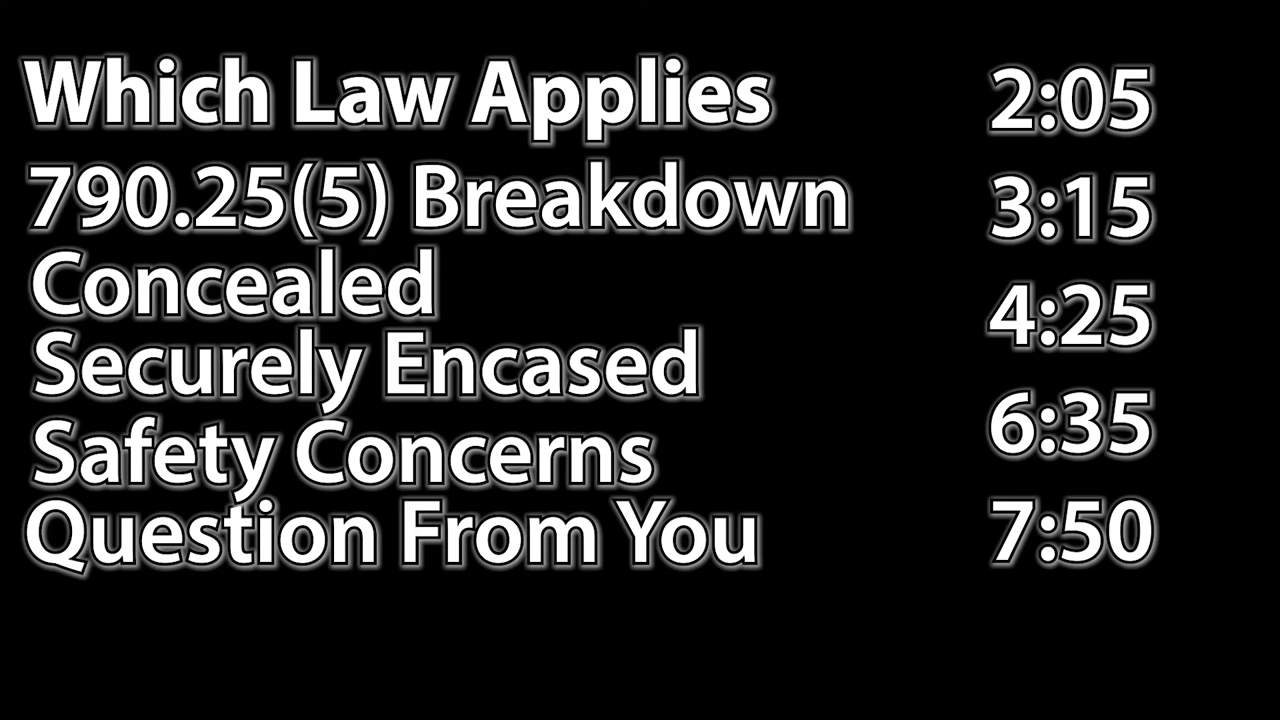 Which Law Applies 2:05
790.25(5) Breakdown 3:15
Concealed
Securely Encased 4:25
Safety Concerns 6:35
Question From You 7:50